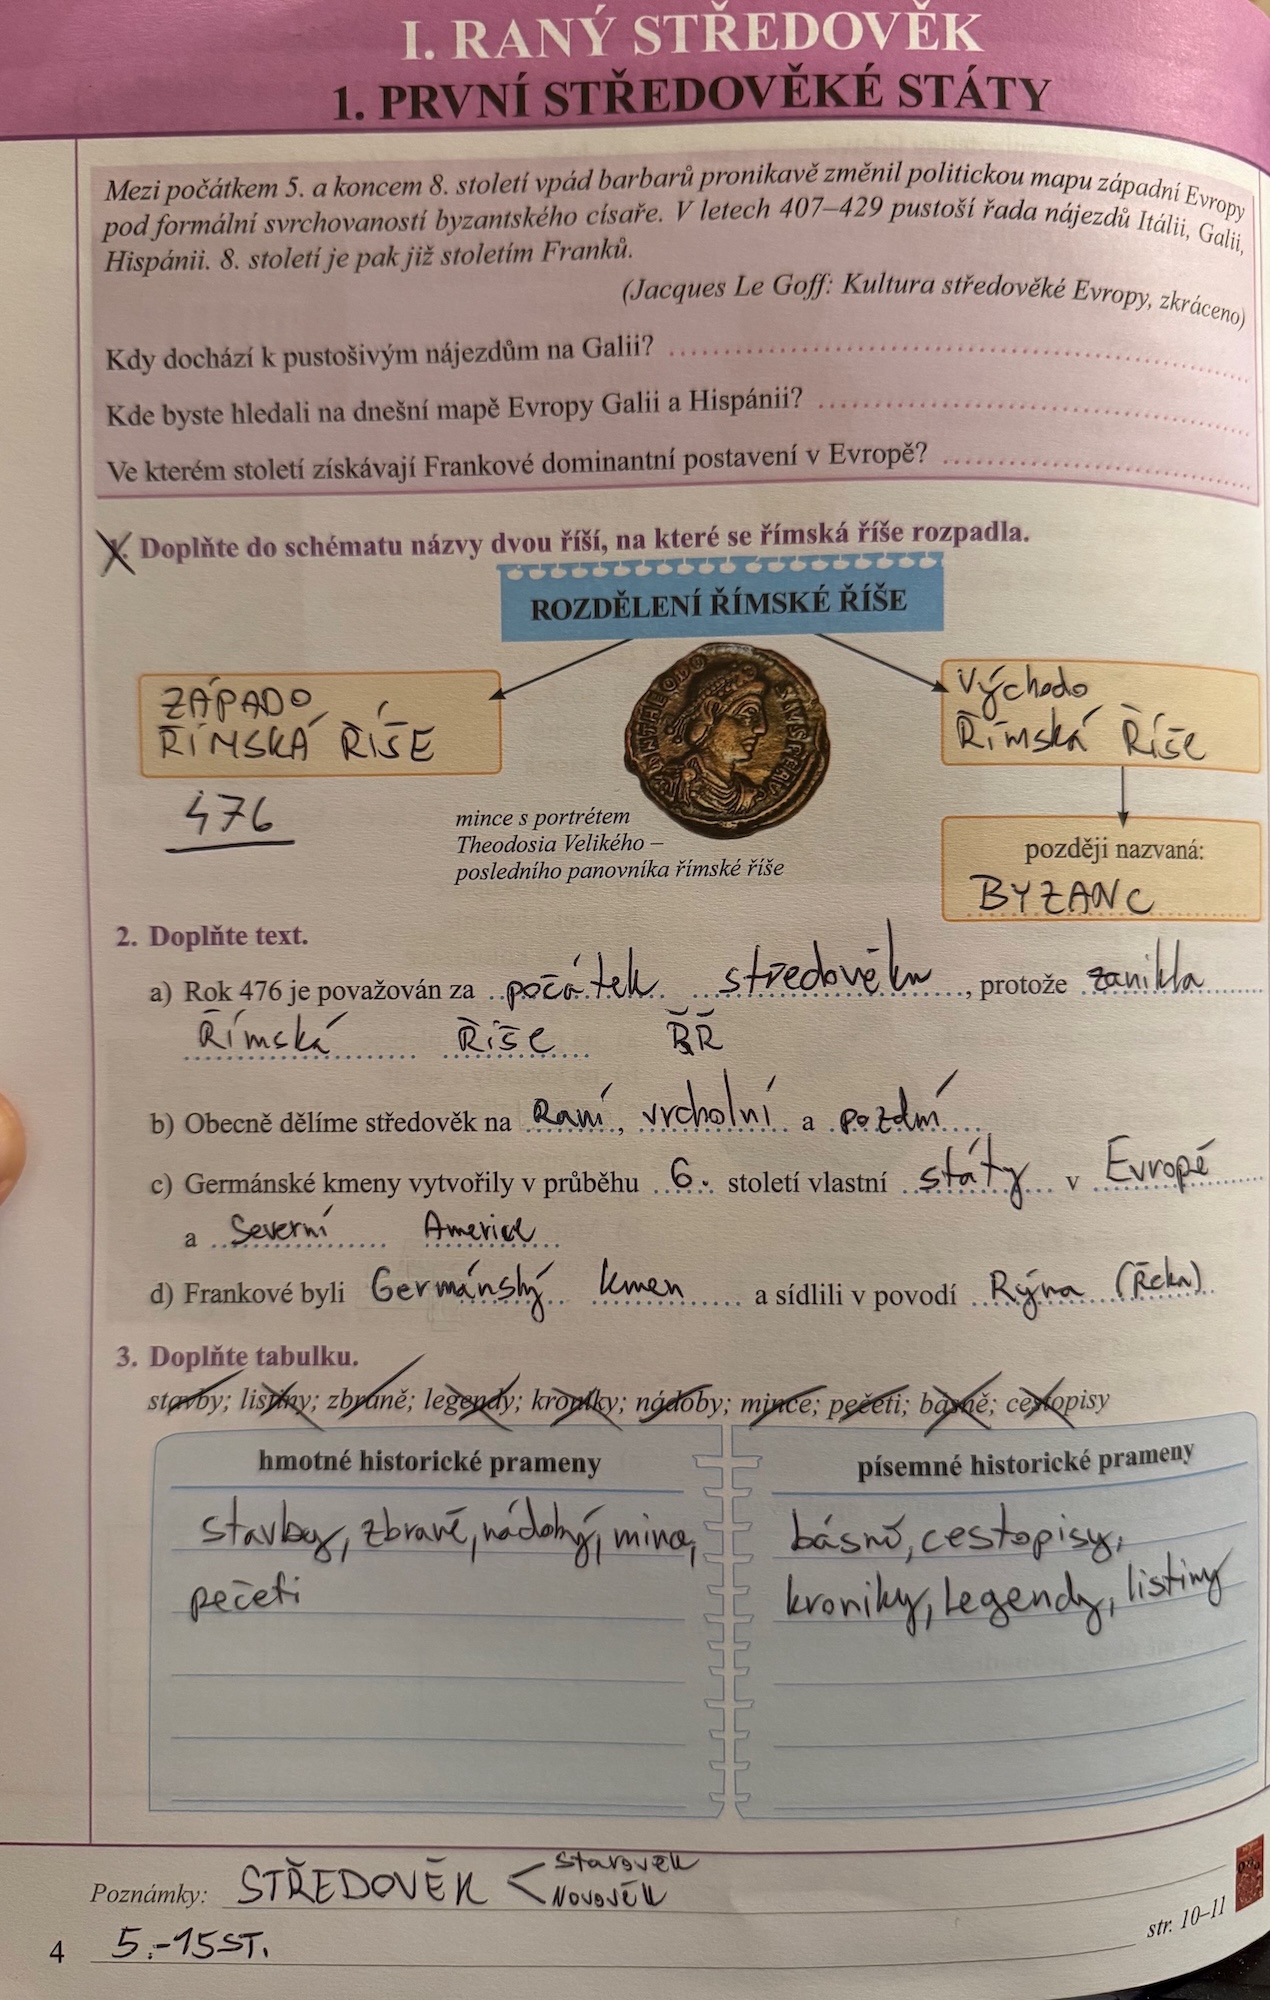 I. RANÝ STŘEDOVĚK
1. PRVNÍ STŘEDOVĚKÉ STÁTY
Mezi počátkem 5. a koncem 8. století vpád barbarů pronikavě změnil politickou mapu západní Evropy
pod formální svrchovaností byzantského císaře. V letech 407–429 pustoší řada nájezdů Itálii, Galii,
Hispánii. 8. století je pak již stoletím Franků.
(Jacques Le Goff: Kultura středověké Evropy, zkráceno)
Kdy dochází k pustošivým nájezdům na Galii?
Kde byste hledali na dnešní mapě Evropy Galii a Hispánii?
Ve kterém století získávají Frankové dominantní postavení v Evropě?
1. Doplňte do schématu názvy dvou říší, na které se římská říše rozpadla.
ROZDĚLENÍ ŘÍMSKÉ ŘÍŠE
ZÁPADO
ŘÍMSKÁ ŘÍŠE
476
Východo
Římská Říše
mince s portrétem
Theodosia Velikého –
posledního panovníka římské říše
později nazvaná:
BYZANC
2. Doplňte text.
a) Rok 476 je považován za počátek středověku, protože zanikla
Římská Říše
b) Obecně dělíme středověk na Raní, vrcholní a pozdní
c) Germánské kmeny vytvořily v průběhu 6. století vlastní státy v Evropě
a Severní Americe
d) Frankové byli Germánský kmen a sídlili v povodí Rýna (Řeka)
3. Doplňte tabulku.
stavby; listiny; zbraně; legendy; kroniky; nádoby; mince; pečeti; básně; cestopisy
hmotné historické prameny
stavby, zbraně, nádobý, mince,
pečeti
písemné historické prameny
básně, cestopisy,
kroniky, legendy, listiny
Poznámky: STŘEDOVĚK < Starověk
Novověk
5.-15ST.
str. 10–11
4